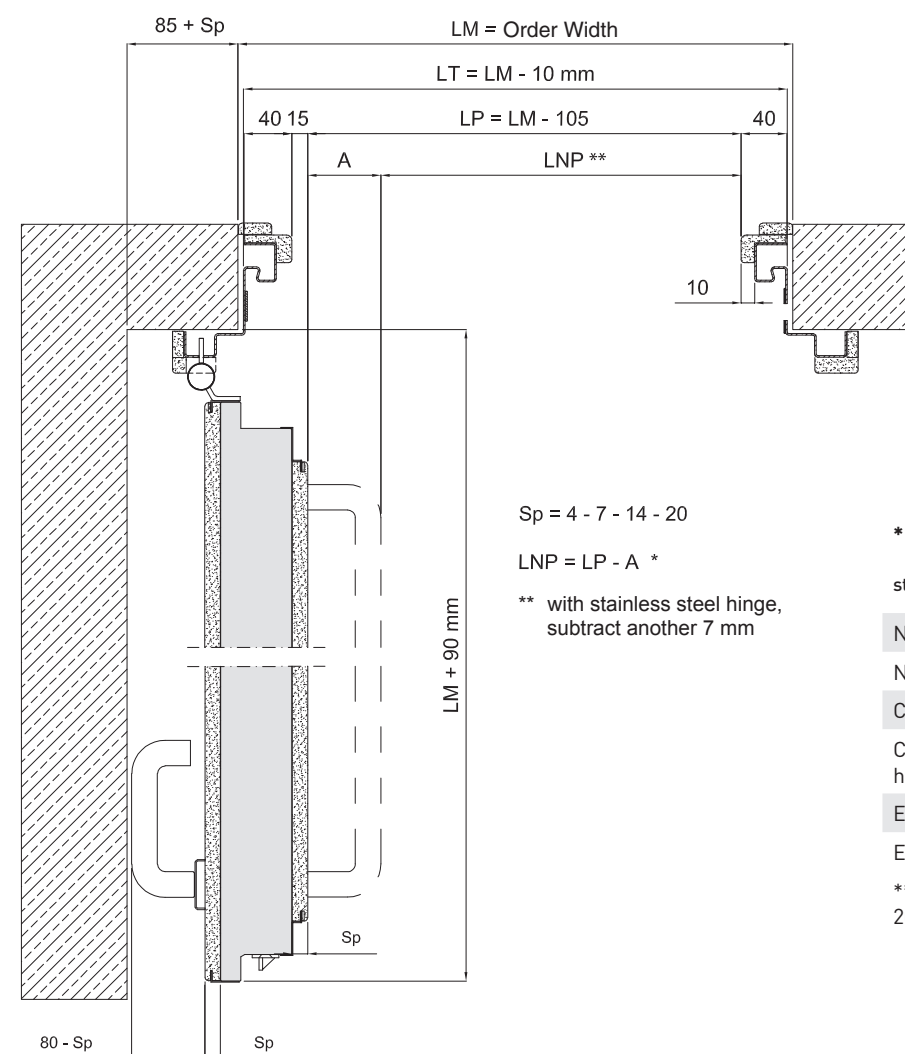 85 + Sp
LM = Order Width
LT = LM - 10 mm
40 15
LP = LM - 105
40
A
LNP **
10
Sp = 4 - 7 - 14 - 20
LNP = LP - A *
** with stainless steel hinge,
subtract another 7 mm
LM + 90 mm
Sp
80 - Sp
Sp
*
st
N
N
C
C
h
E
E
**
2